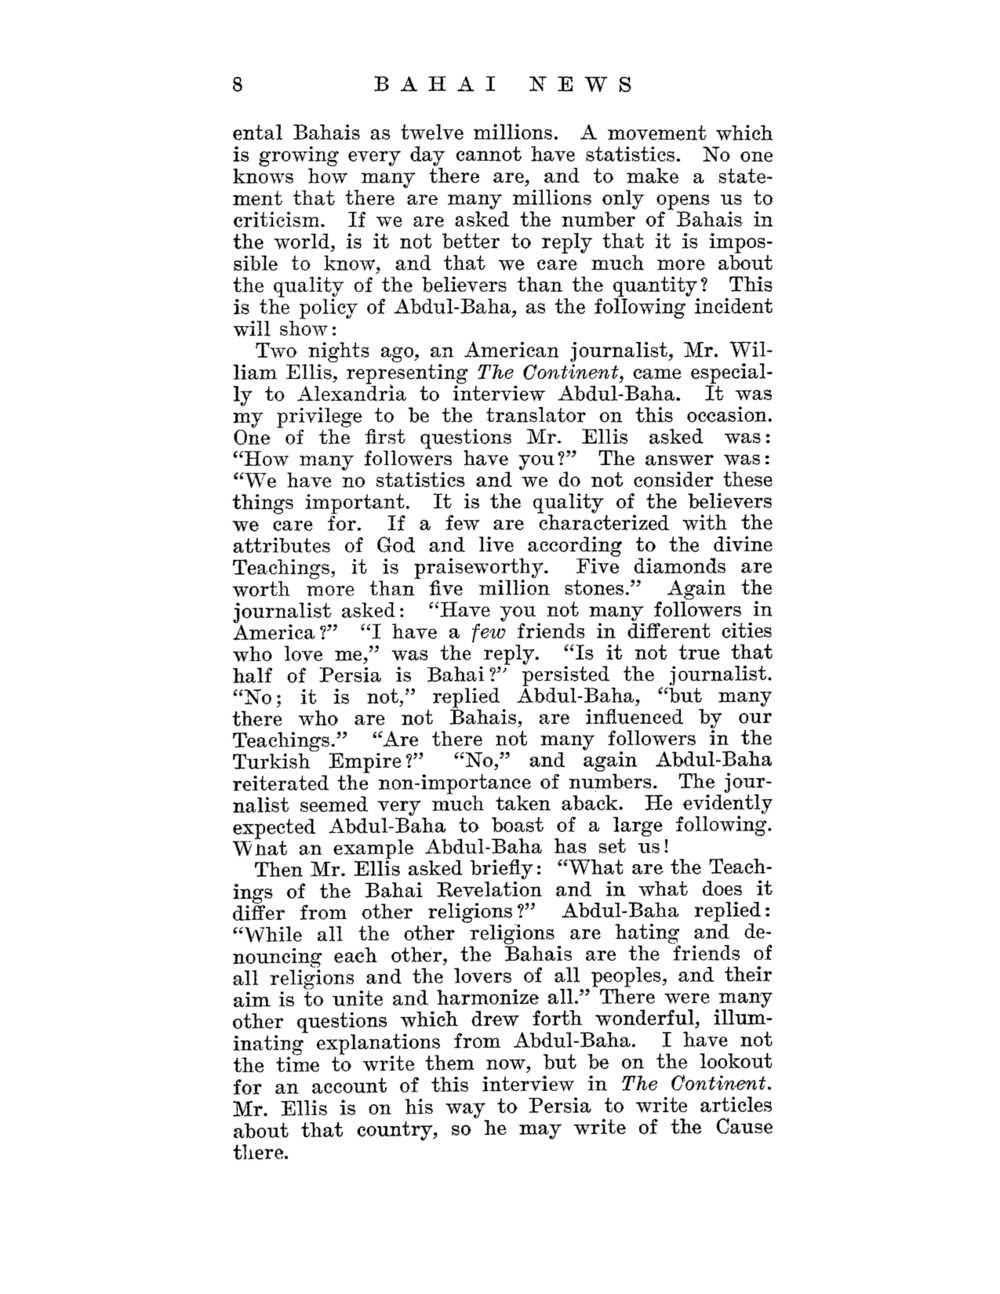 8 BAHAI NEWS
ental Bahais as twelve millions. A movement which
is growing every day cannot have statistics. No one
knows how many there are, and to make a state-
ment that there are many millions only opens us to
criticism. If we are asked the number of Bahais in
the world, is it not better to reply that it is impos-
sible to know, and that we care much more about
the quality of the believers than the quantity? This
is the policy of Abdul-Baha, as the following incident
will show:
Two nights ago, an American journalist, Mr. Wil-
liam Ellis, representing The Continent, came especial-
ly to Alexandria to interview Abdul-Baha. It was
my privilege to be the translator on this occasion.
One of the first questions Mr. Ellis asked was:
“How many followers have you?” The answer was:
“We have no statistics and we do not consider these
things important. It is the quality of the believers
we care for. If a few are characterized with the
attributes of God and live according to the divine
Teachings, it is praiseworthy. Five diamonds are
worth more than five million stones.” Again the
journalist asked: “Have you not many followers in
America?” “I have a few friends in different cities
who love me,” was the reply. “Is it not true that
half of Persia is Bahai?” persisted the journalist.
“No; it is not,” replied Abdul-Baha, “but many
there who are not Bahais, are influenced by our
Teachings.” “Are there not many followers in the
Turkish Empire?” “No,” and again Abdul-Baha
reiterated the non-importance of numbers. The jour-
nalist seemed very much taken aback. He evidently
expected Abdul-Baha to boast of a large following.
What an example Abdul-Baha has set us!
Then Mr. Ellis asked briefly: “What are the Teach-
ings of the Bahai Revelation and in what does it
differ from other religions?” Abdul-Baha replied:
“While all the other religions are hating and de-
nouncing each other, the Bahais are the friends of
all religions and the lovers of all peoples, and their
aim is to unite and harmonize all.” There were many
other questions which drew forth wonderful, illum-
inating explanations from Abdul-Baha. I have not
the time to write them now, but be on the lookout
for an account of this interview in The Continent.
Mr. Ellis is on his way to Persia to write articles
about that country, so he may write of the Cause
there.